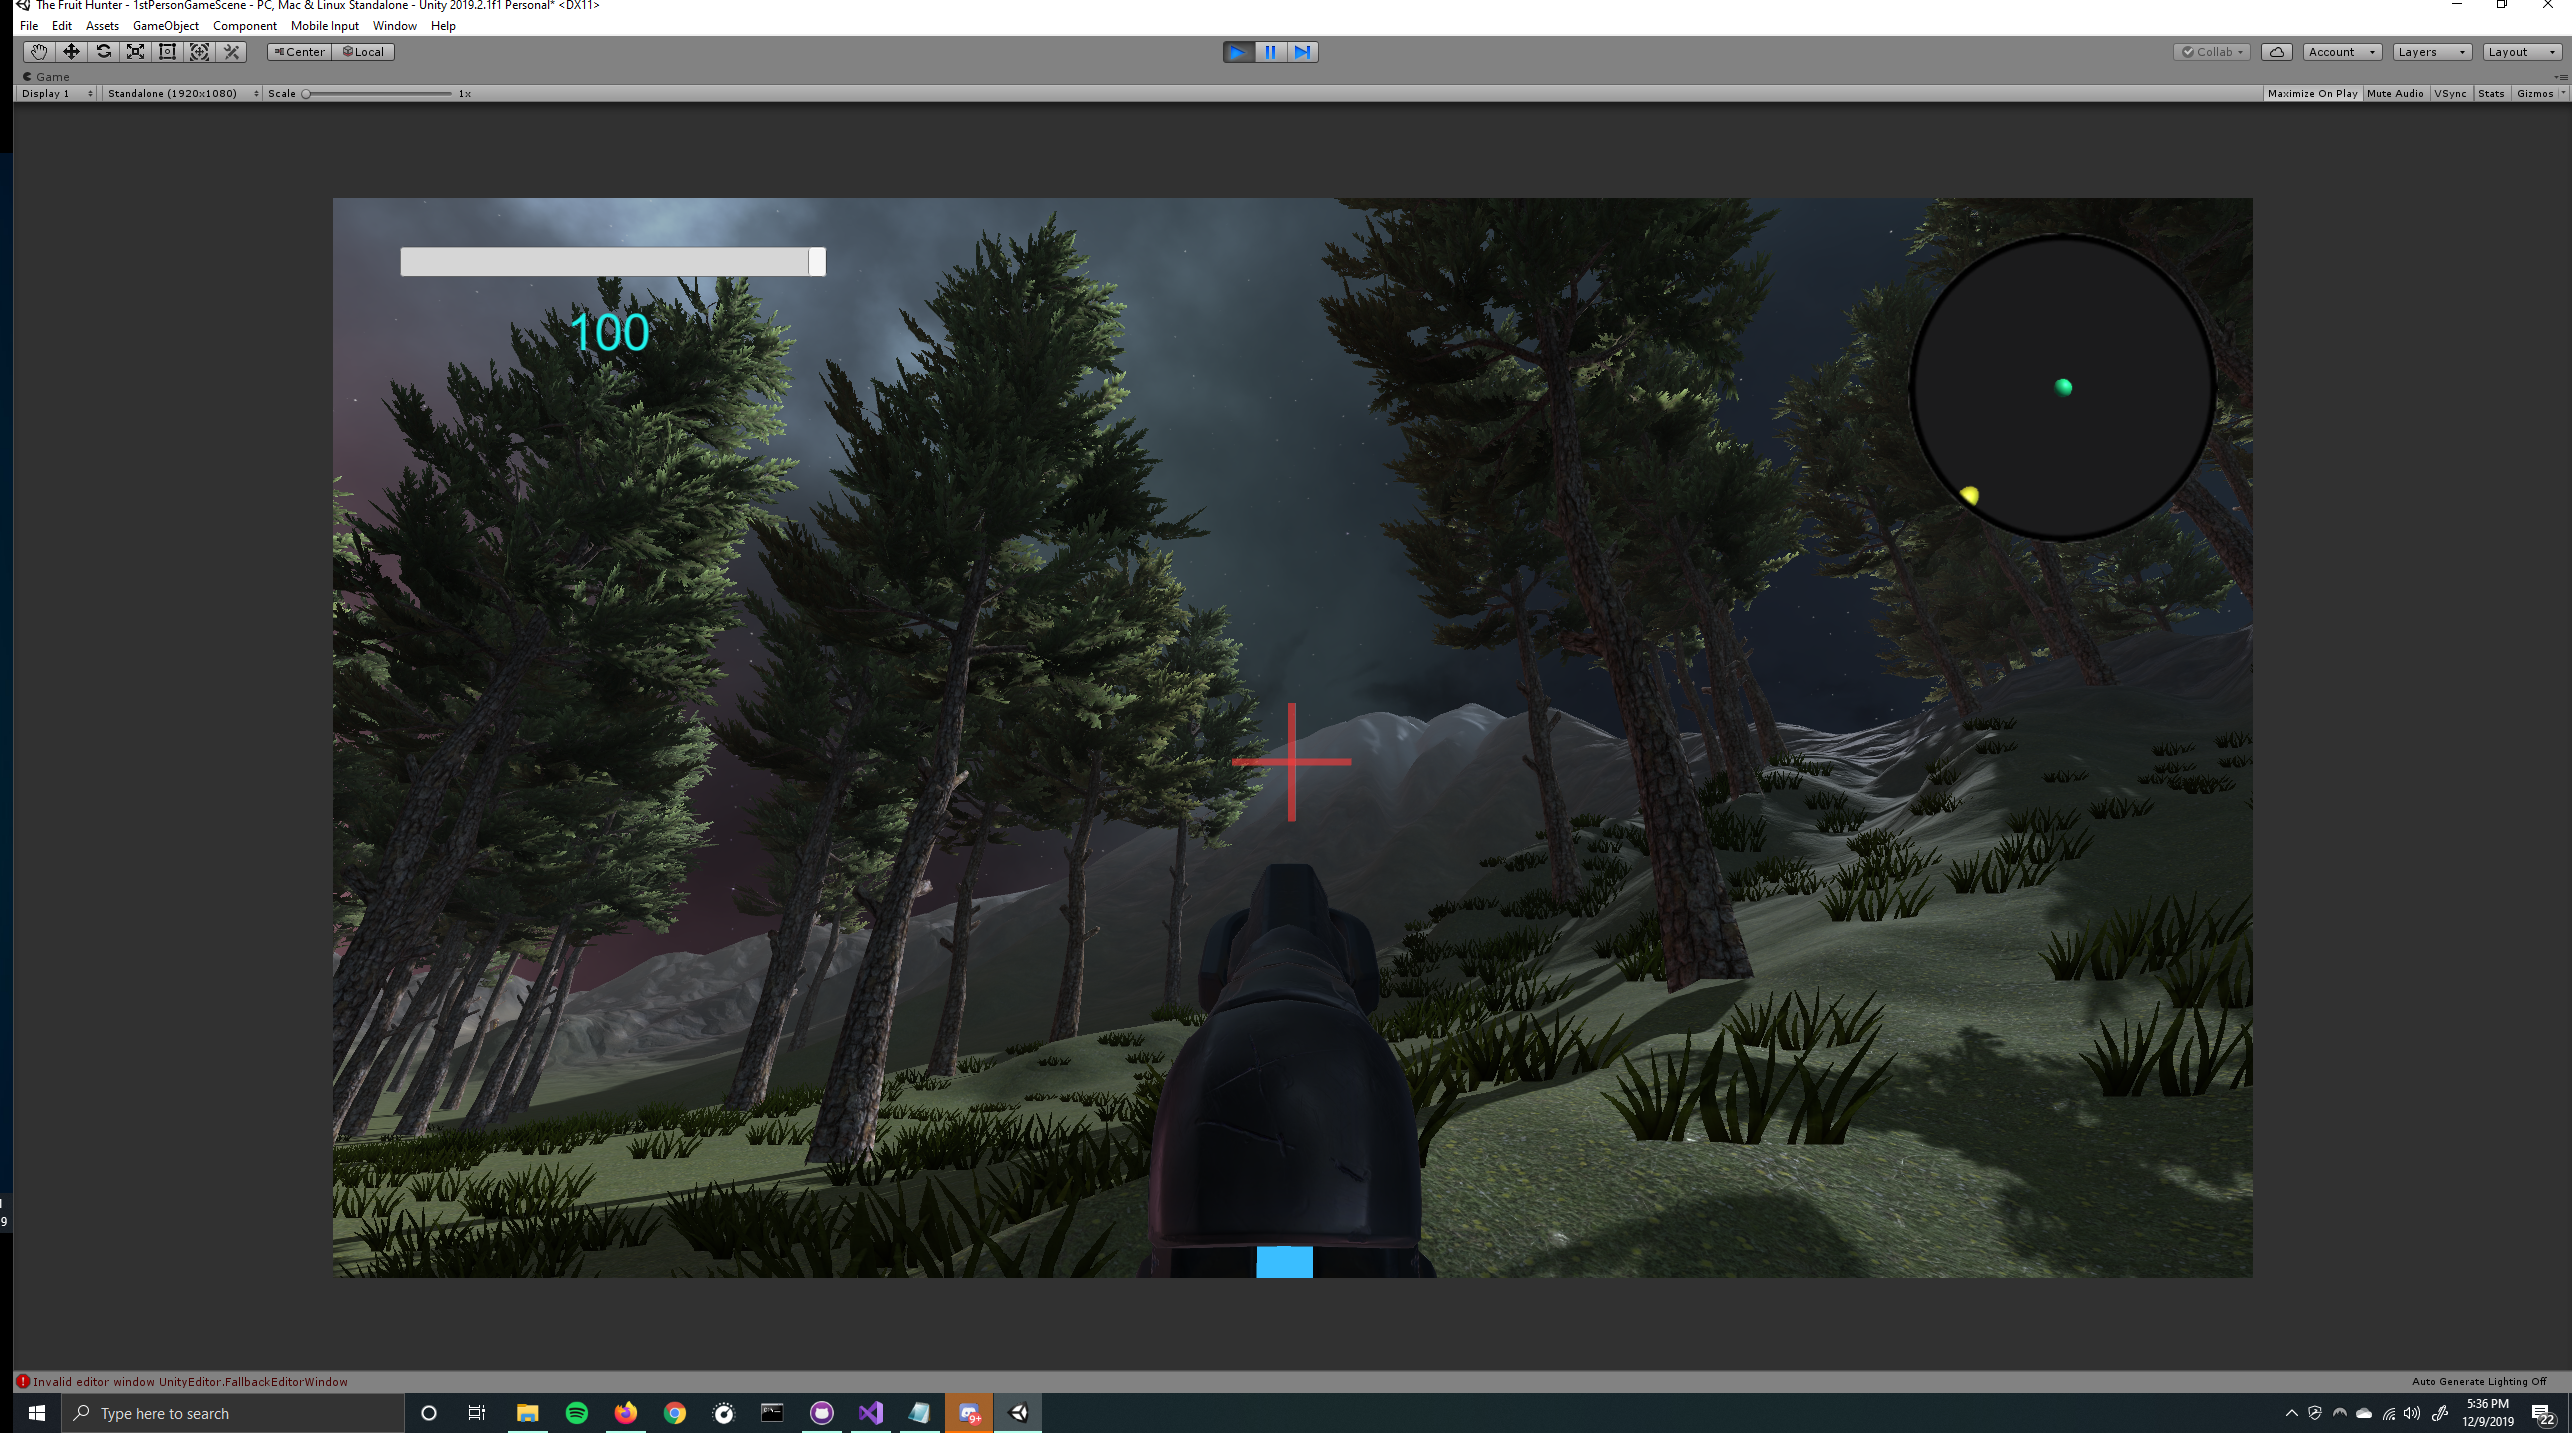 The Fruit Hunter - 1stPersonGameScene - PC, Mac & Linux Standalone - Unity 2019.2.1f1 Personal* <DX11>
File Edit Assets GameObject Component Mobile Input Window Help
Center Local Collab Account Layers Layout
Game
Display 1 Standalone (1920x1080) Scale 1x Maximize On Play Mute Audio VSync Stats Gizmos
100
9
Invalid editor window UnityEditor.FallbackEditorWindow
Auto Generate Lighting Off
Type here to search
9+
5:36 PM
12/9/2019
22